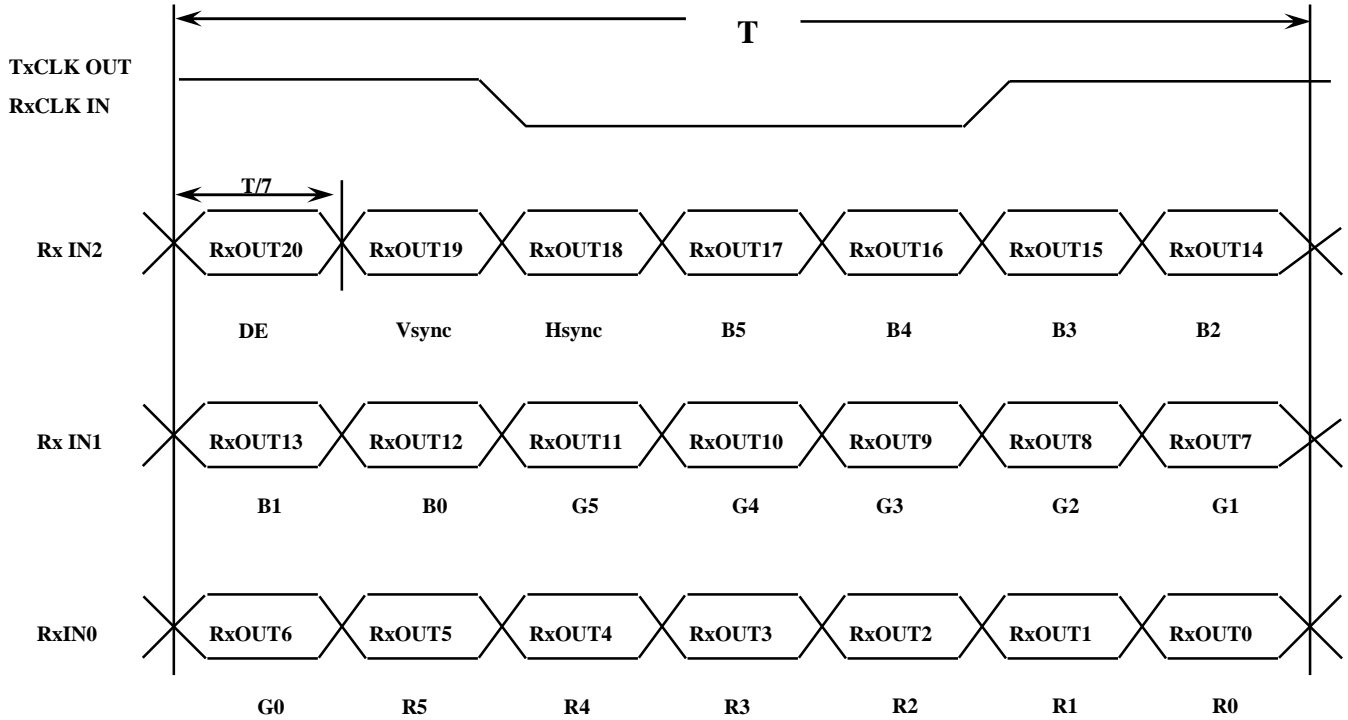 T
TxCLK OUT
RxCLK IN
T/7
Rx IN2 RxOUT20 RxOUT19 RxOUT18 RxOUT17 RxOUT16 RxOUT15 RxOUT14
DE Vsync Hsync B5 B4 B3 B2
Rx IN1 RxOUT13 RxOUT12 RxOUT11 RxOUT10 RxOUT9 RxOUT8 RxOUT7
B1 B0 G5 G4 G3 G2 G1
RxIN0 RxOUT6 RxOUT5 RxOUT4 RxOUT3 RxOUT2 RxOUT1 RxOUT0
G0 R5 R4 R3 R2 R1 R0